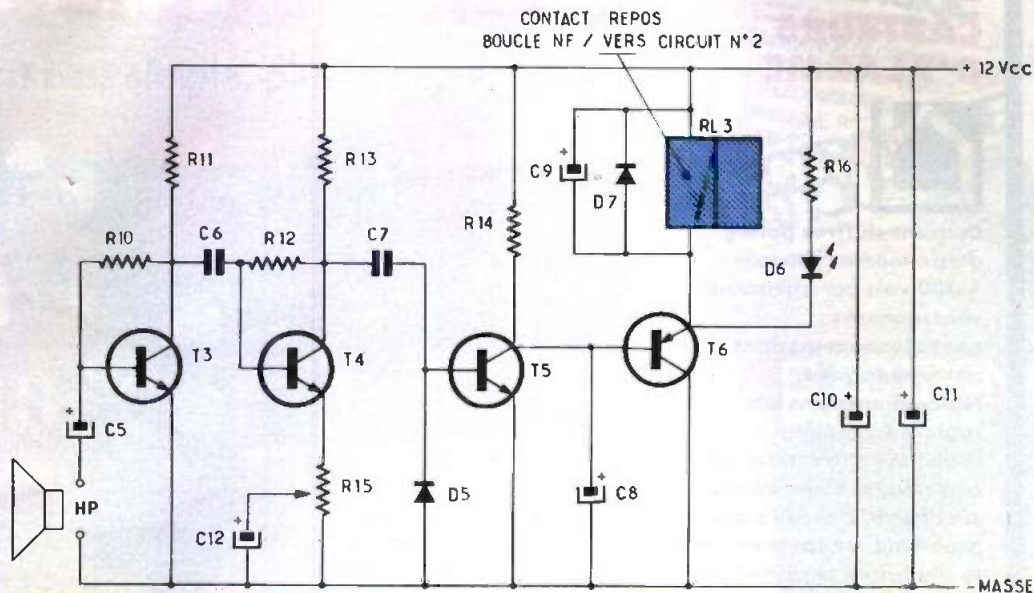 CONTACT REPOS
BOUCLE NF / VERS CIRCUIT N°2
+ 12 Vcc
R11
R13
R14
C9
D7
RL 3
R16
R10
C6
R12
C7
D6
T3
T4
T5
T6
C5
+
HP
C12
+
R15
D5
C8
+
C10 +
C11
+
- MASSE